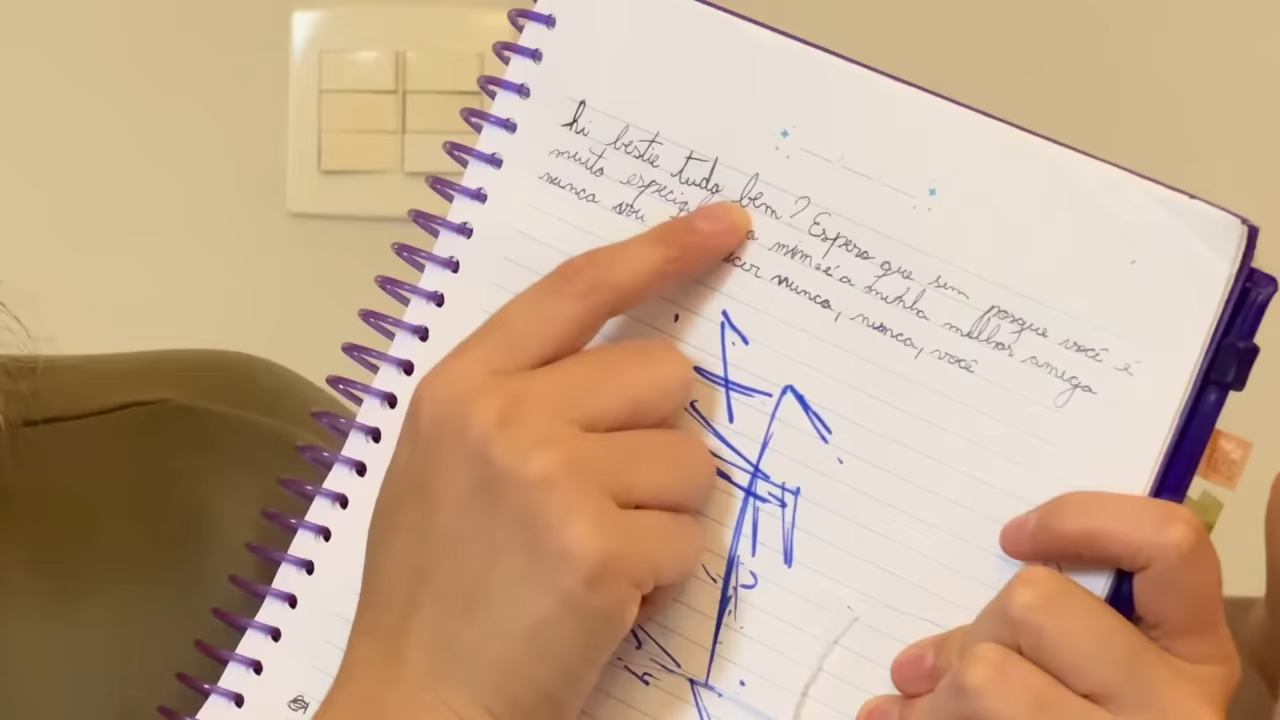 hi bestie tudo bem? Espero que sim porque você é
muito especial a mim e é a minha melhor amiga
nunca vou nunca, nunca, você